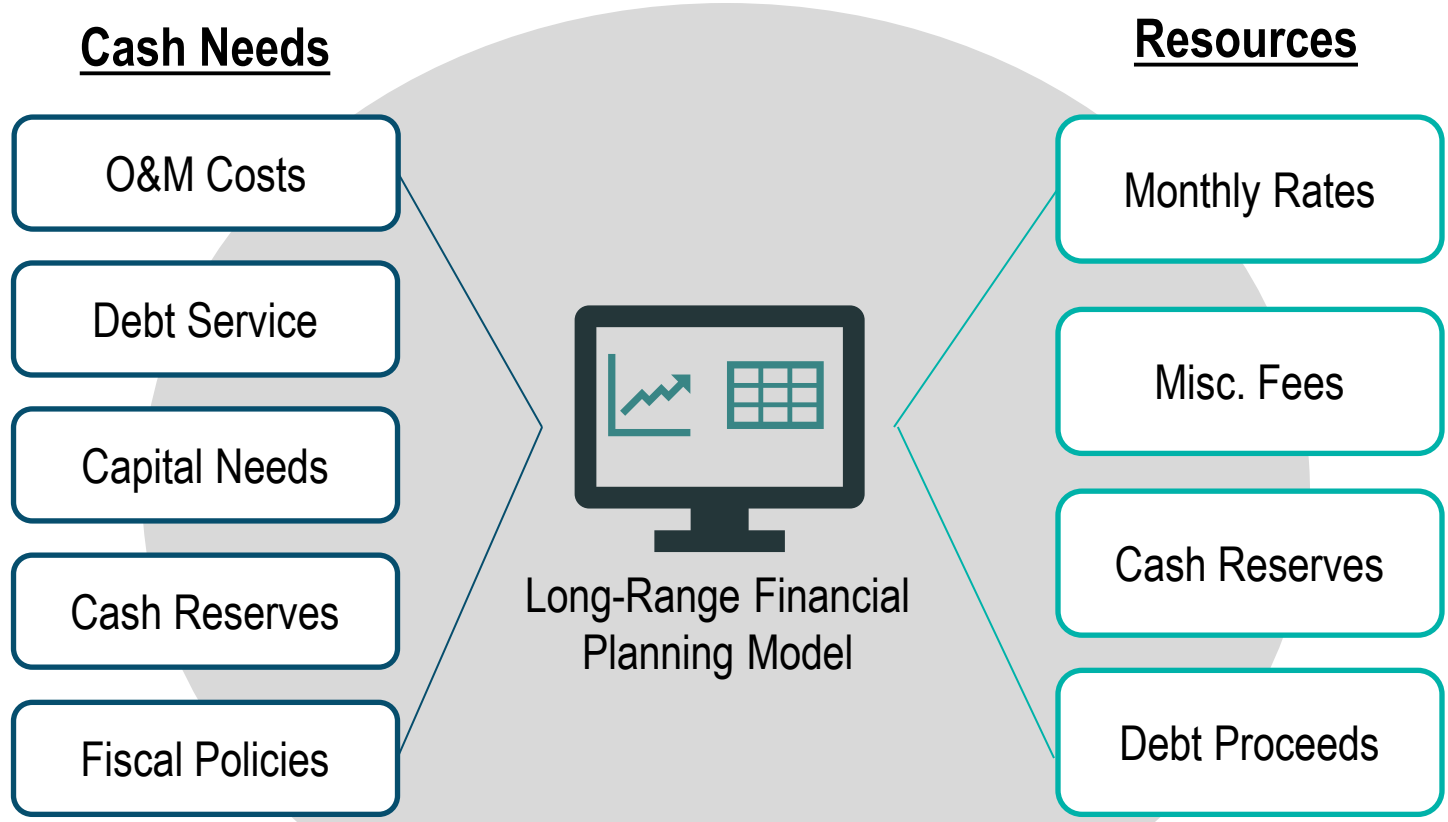 Cash Needs
O&M Costs
Debt Service
Capital Needs
Cash Reserves
Fiscal Policies
Long-Range Financial
Planning Model
Resources
Monthly Rates
Misc. Fees
Cash Reserves
Debt Proceeds